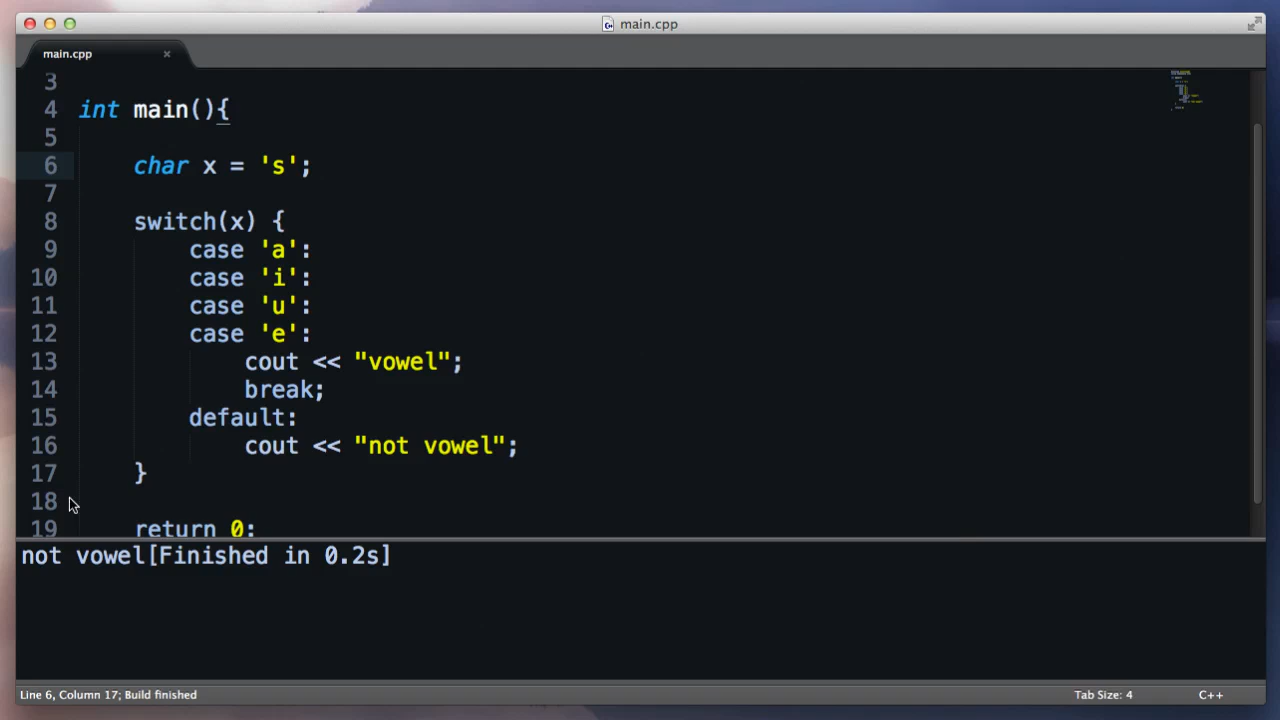 main.cpp
main.cpp
3
4 int main(){
5
6 char x = 's';
7
8 switch(x) {
9 case 'a':
10 case 'i':
11 case 'u':
12 case 'e':
13 cout << "vowel";
14 break;
15 default:
16 cout << "not vowel";
17 }
18
19 return 0;
not vowel[Finished in 0.2s]
Line 6, Column 17; Build finished Tab Size: 4 C++